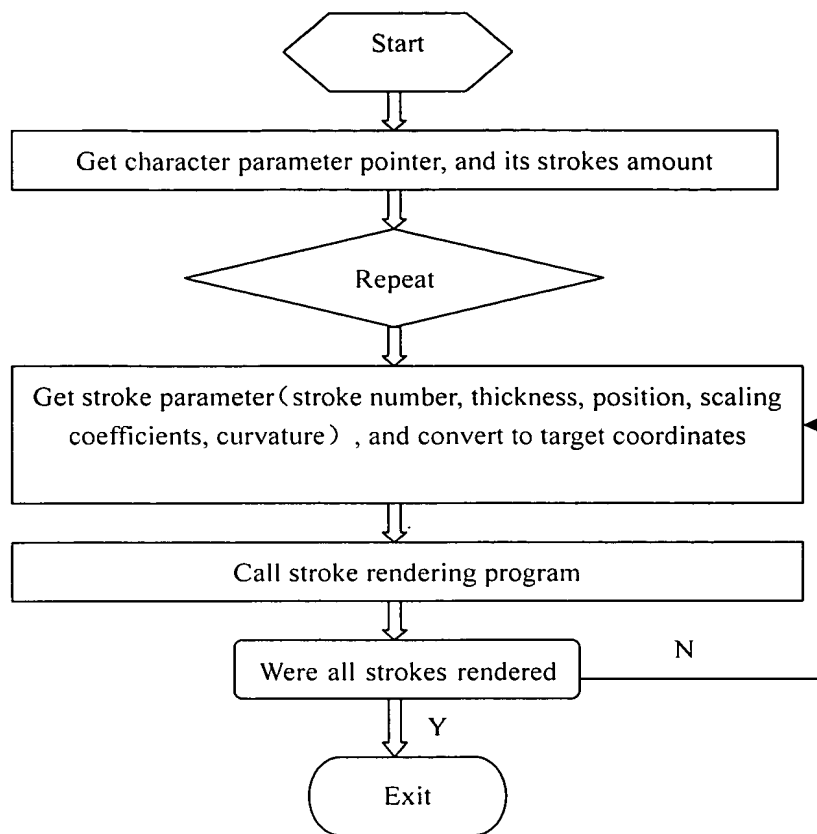 Start
Get character parameter pointer, and its strokes amount
Repeat
Get stroke parameter（stroke number, thickness, position, scaling
coefficients, curvature）, and convert to target coordinates
Call stroke rendering program
Were all strokes rendered
N
Y
Exit